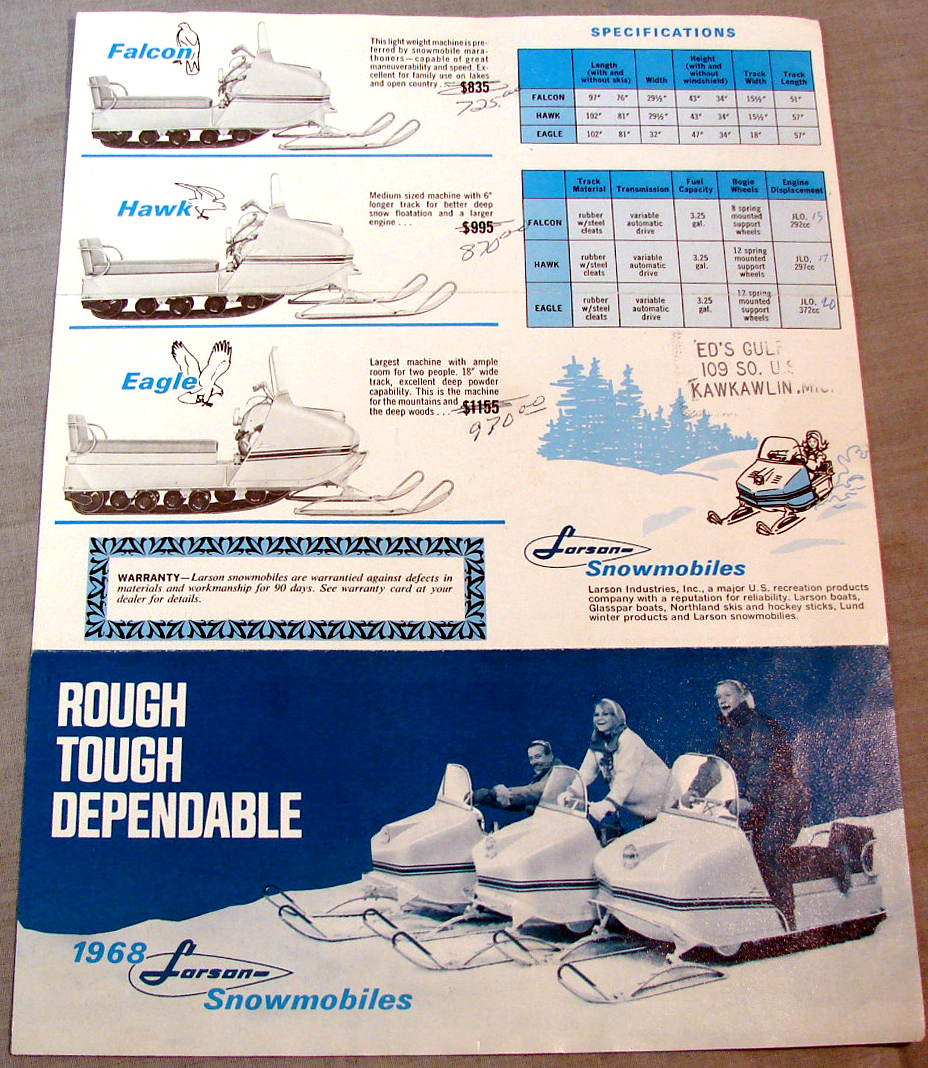 Falcon
This light weight machine is pre-
ferred by snowmobile mara-
thoners—capable of great
maneuverability and speed. Ex-
cellent for family use on lakes
and open country . . $835
725.00
Hawk
Medium sized machine with 6"
longer track for better deep
snow floatation and a larger
engine . . . $995
870.00
Eagle
Largest machine with ample
room for two people. 18" wide
track, excellent deep powder
capability. This is the machine
for the mountains and
the deep woods . . . $1155
970.00
WARRANTY—Larson snowmobiles are warrantied against defects in
materials and workmanship for 90 days. See warranty card at your
dealer for details.
SPECIFICATIONS
Length (with and without skis) Width Height (with and without windshield) Track Width Track Length
FALCON 97" 76" 29½" 43" 34" 15½" 51"
HAWK 102" 81" 29½" 43" 34" 15½" 57"
EAGLE 102" 81" 32" 47" 34" 18" 57"
Track Material Transmission Fuel Capacity Bogie Wheels Engine Displacement
FALCON rubber w/steel cleats variable automatic drive 3.25 gal. 8 spring mounted support wheels JLO, 292cc 15
HAWK rubber w/steel cleats variable automatic drive 3.25 gal. 12 spring mounted support wheels JLO, 297cc 17
EAGLE rubber w/steel cleats variable automatic drive 3.25 gal. 12 spring mounted support wheels JLO, 372cc 20
ED'S GULF
109 SO. U.S
KAWKAWLIN
Larson
Snowmobiles
Larson Industries, Inc., a major U.S. recreation products
company with a reputation for reliability. Larson boats,
Glasspar boats, Northland skis and hockey sticks, Lund
winter products and Larson snowmobilies.
ROUGH
TOUGH
DEPENDABLE
1968 Larson
Snowmobiles